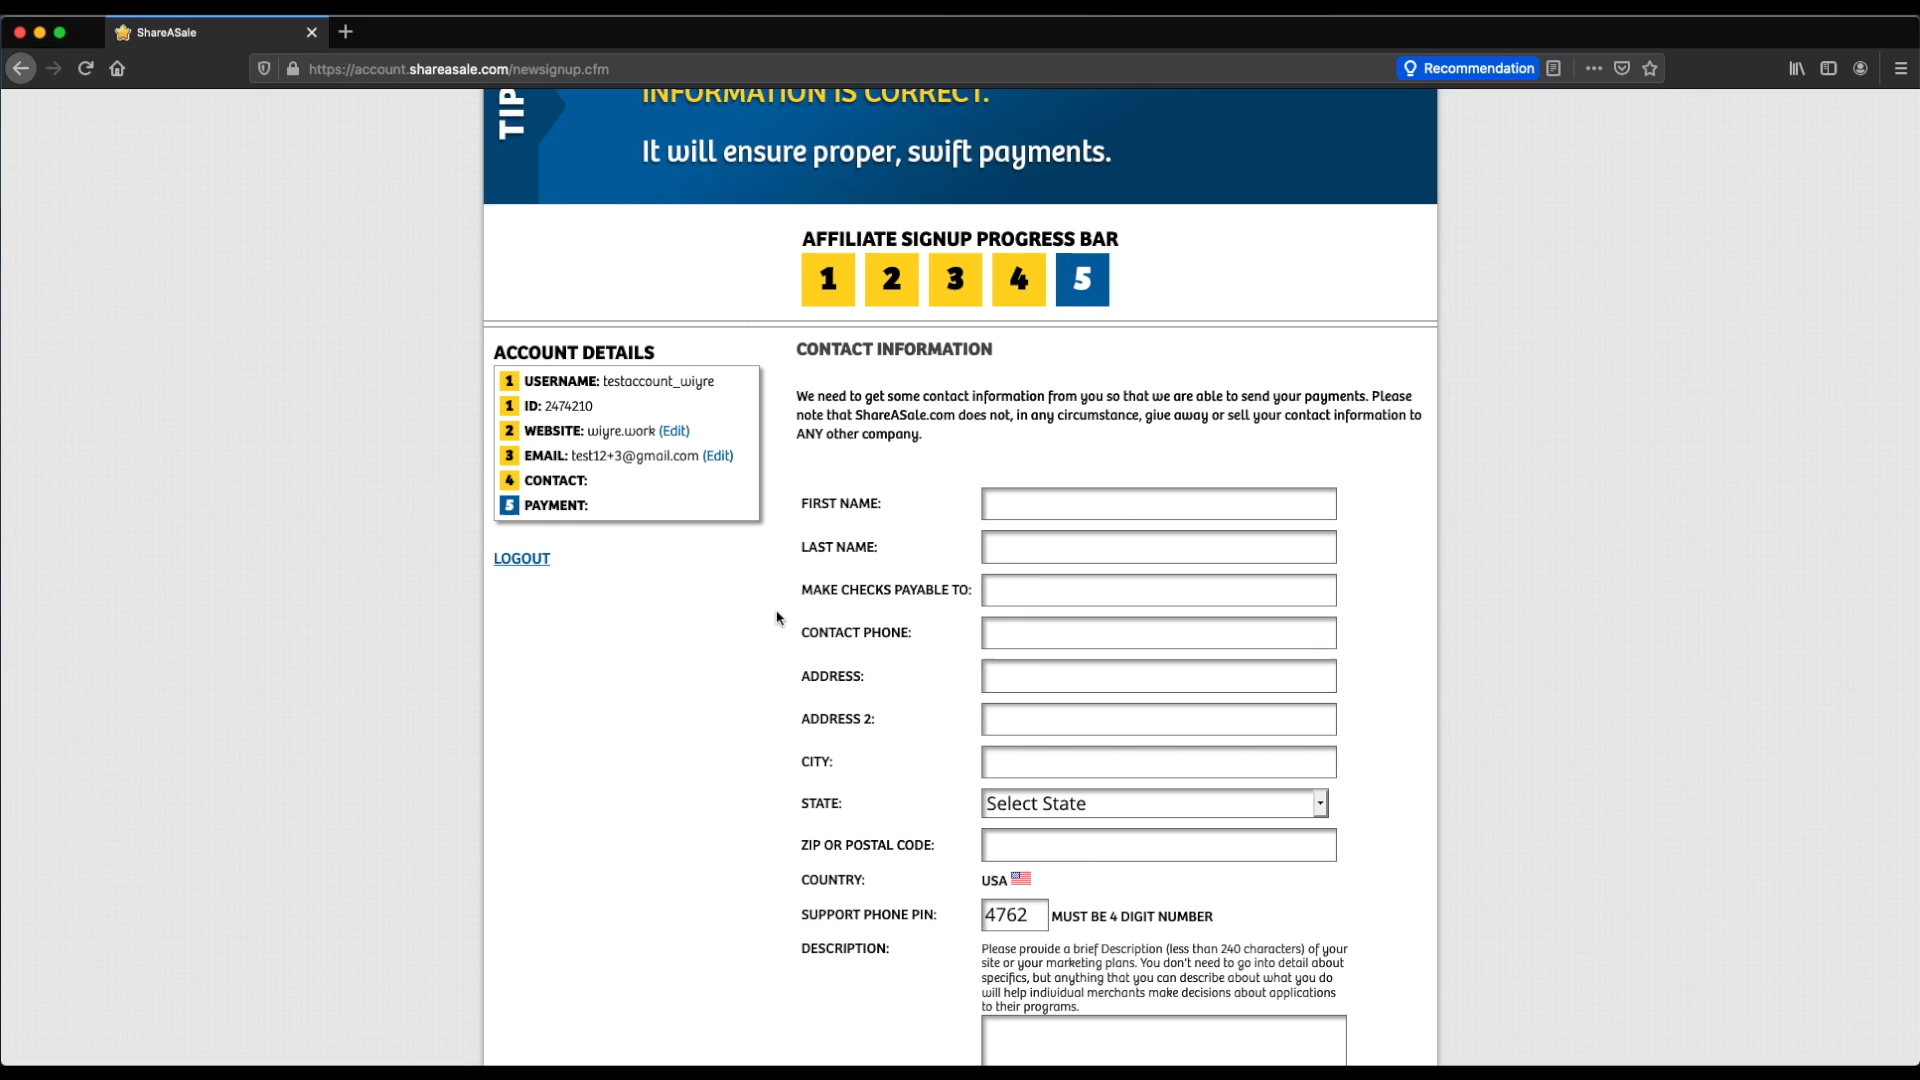 ShareASale
https://account.shareasale.com/newsignup.cfm
Recommendation
TIP
INFORMATION IS CORRECT.
It will ensure proper, swift payments.
AFFILIATE SIGNUP PROGRESS BAR
1 2 3 4 5
ACCOUNT DETAILS
1 USERNAME: testaccount_wiyre
1 ID: 2474210
2 WEBSITE: wiyre.work (Edit)
3 EMAIL: test12+3@gmail.com (Edit)
4 CONTACT:
5 PAYMENT:
LOGOUT
CONTACT INFORMATION
We need to get some contact information from you so that we are able to send your payments. Please
note that ShareASale.com does not, in any circumstance, give away or sell your contact information to
ANY other company.
FIRST NAME:
LAST NAME:
MAKE CHECKS PAYABLE TO:
CONTACT PHONE:
ADDRESS:
ADDRESS 2:
CITY:
STATE: Select State
ZIP OR POSTAL CODE:
COUNTRY: USA
SUPPORT PHONE PIN: 4762 MUST BE 4 DIGIT NUMBER
DESCRIPTION: Please provide a brief Description (less than 240 characters) of your
site or your marketing plans. You don't need to go into detail about
specifics, but anything that you can describe about what you do
will help individual merchants make decisions about applications
to their programs.